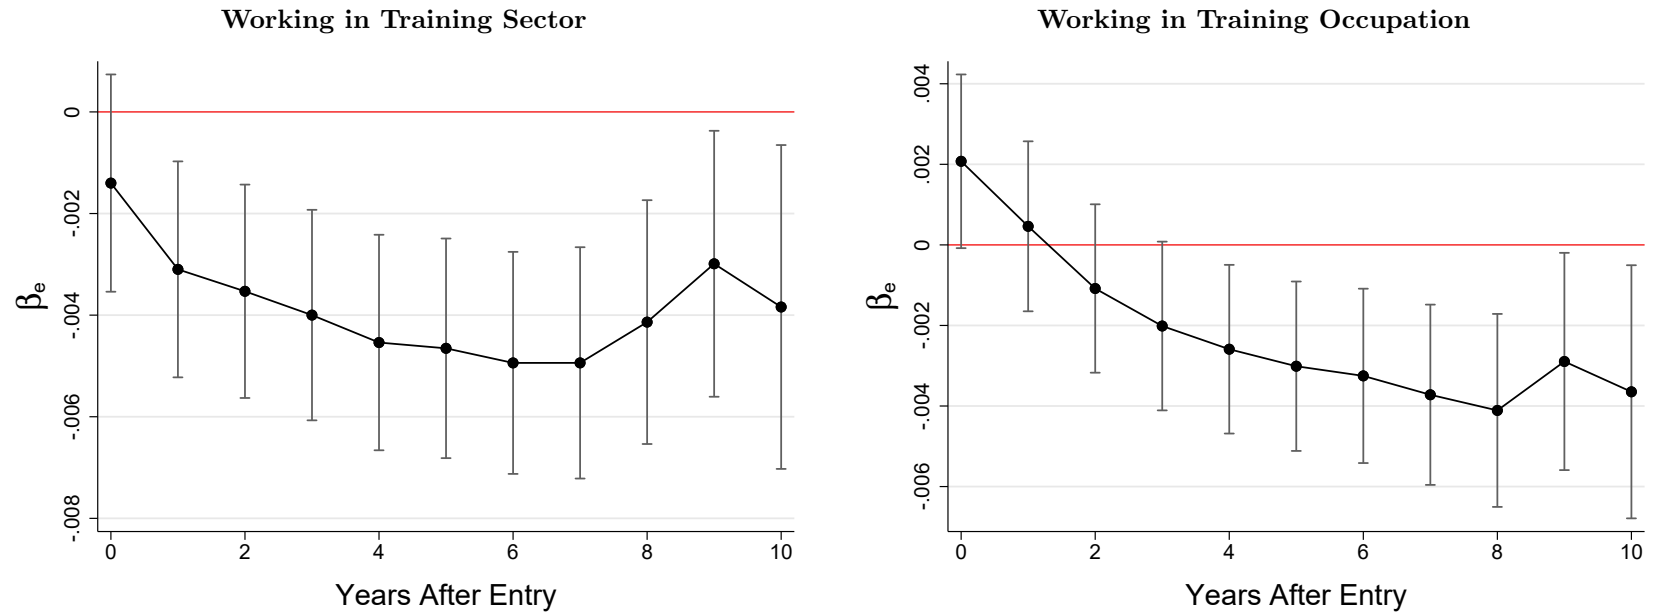 Working in Training Sector
0
-.002
-.004
-.006
-.008
βe
0 2 4 6 8 10
Years After Entry
Working in Training Occupation
.004
.002
0
-.002
-.004
-.006
βe
0 2 4 6 8 10
Years After Entry